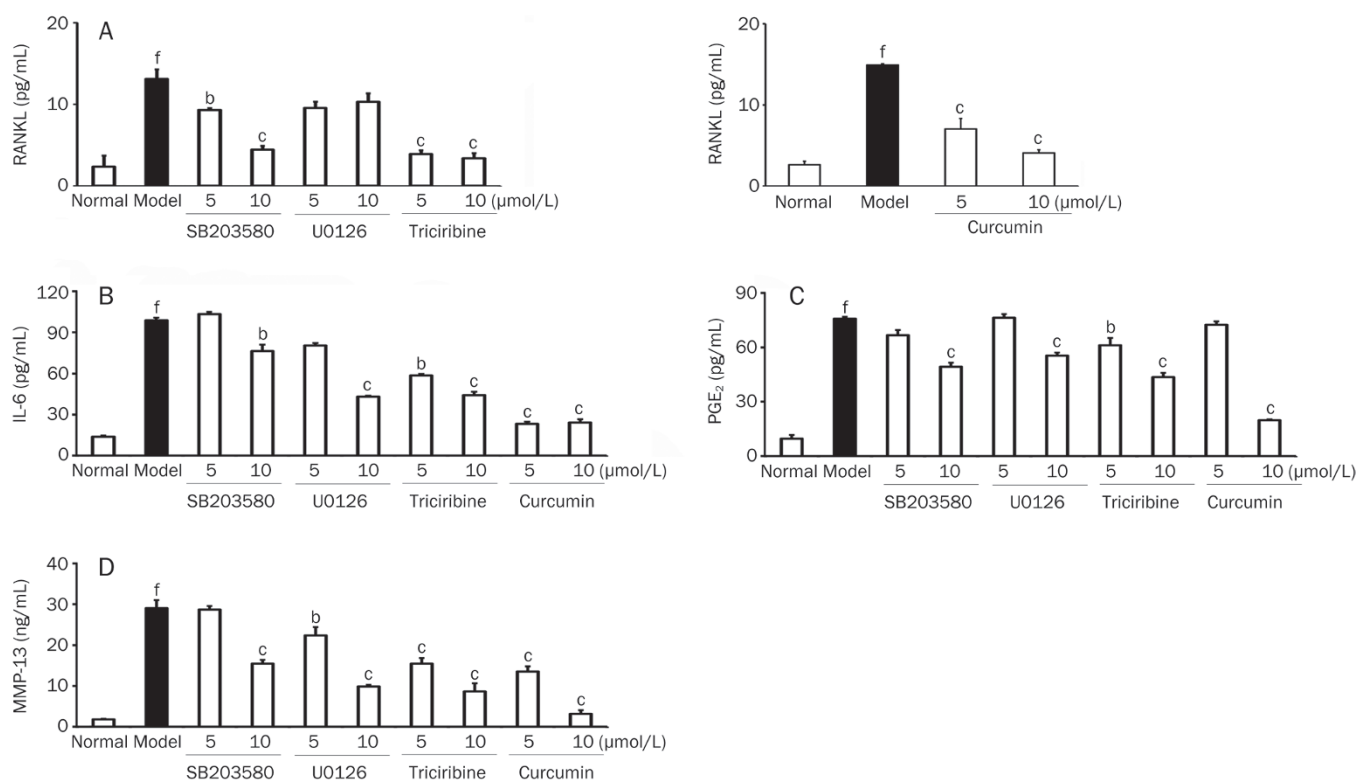 A
RANKL (pg/mL)
20
10
0
f
b
c
c
c
Normal Model 5 10 5 10 5 10 (µmol/L)
SB203580 U0126 Triciribine
RANKL (pg/mL)
20
10
0
f
c
c
Normal Model 5 10 (µmol/L)
Curcumin
B
IL-6 (pg/mL)
120
90
60
30
0
f
b
c
b
c
c
c
Normal Model 5 10 5 10 5 10 5 10 (µmol/L)
SB203580 U0126 Triciribine Curcumin
C
PGE₂ (pg/mL)
90
60
30
0
f
c
c
b
c
c
Normal Model 5 10 5 10 5 10 5 10 (µmol/L)
SB203580 U0126 Triciribine Curcumin
D
MMP-13 (ng/mL)
40
30
20
10
0
f
c
b
c
c
c
c
c
Normal Model 5 10 5 10 5 10 5 10 (µmol/L)
SB203580 U0126 Triciribine Curcumin